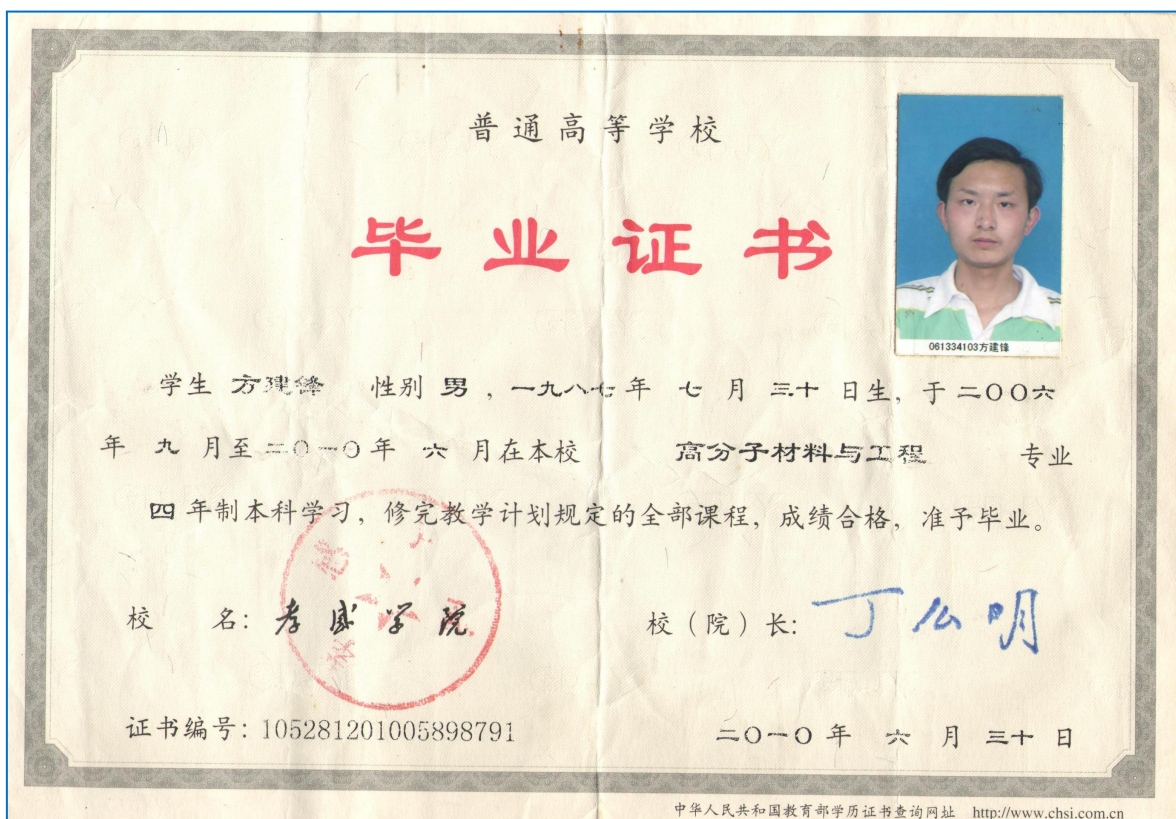 普通高等学校
毕业证书
061334103方建锋
学生 方建锋 性别 男 ，一九八七年 七 月 三十 日生，于 二〇〇六
年 九 月至 二〇一〇年 六 月在本校 高分子材料与工程 专业
四 年制本科学习，修完教学计划规定的全部课程，成绩合格，准予毕业。
校 名：孝感学院 校（院）长：丁么明
证书编号：105281201005898791 二〇一〇 年 六 月 三十 日
中华人民共和国教育部学历证书查询网址 http://www.chsi.com.cn